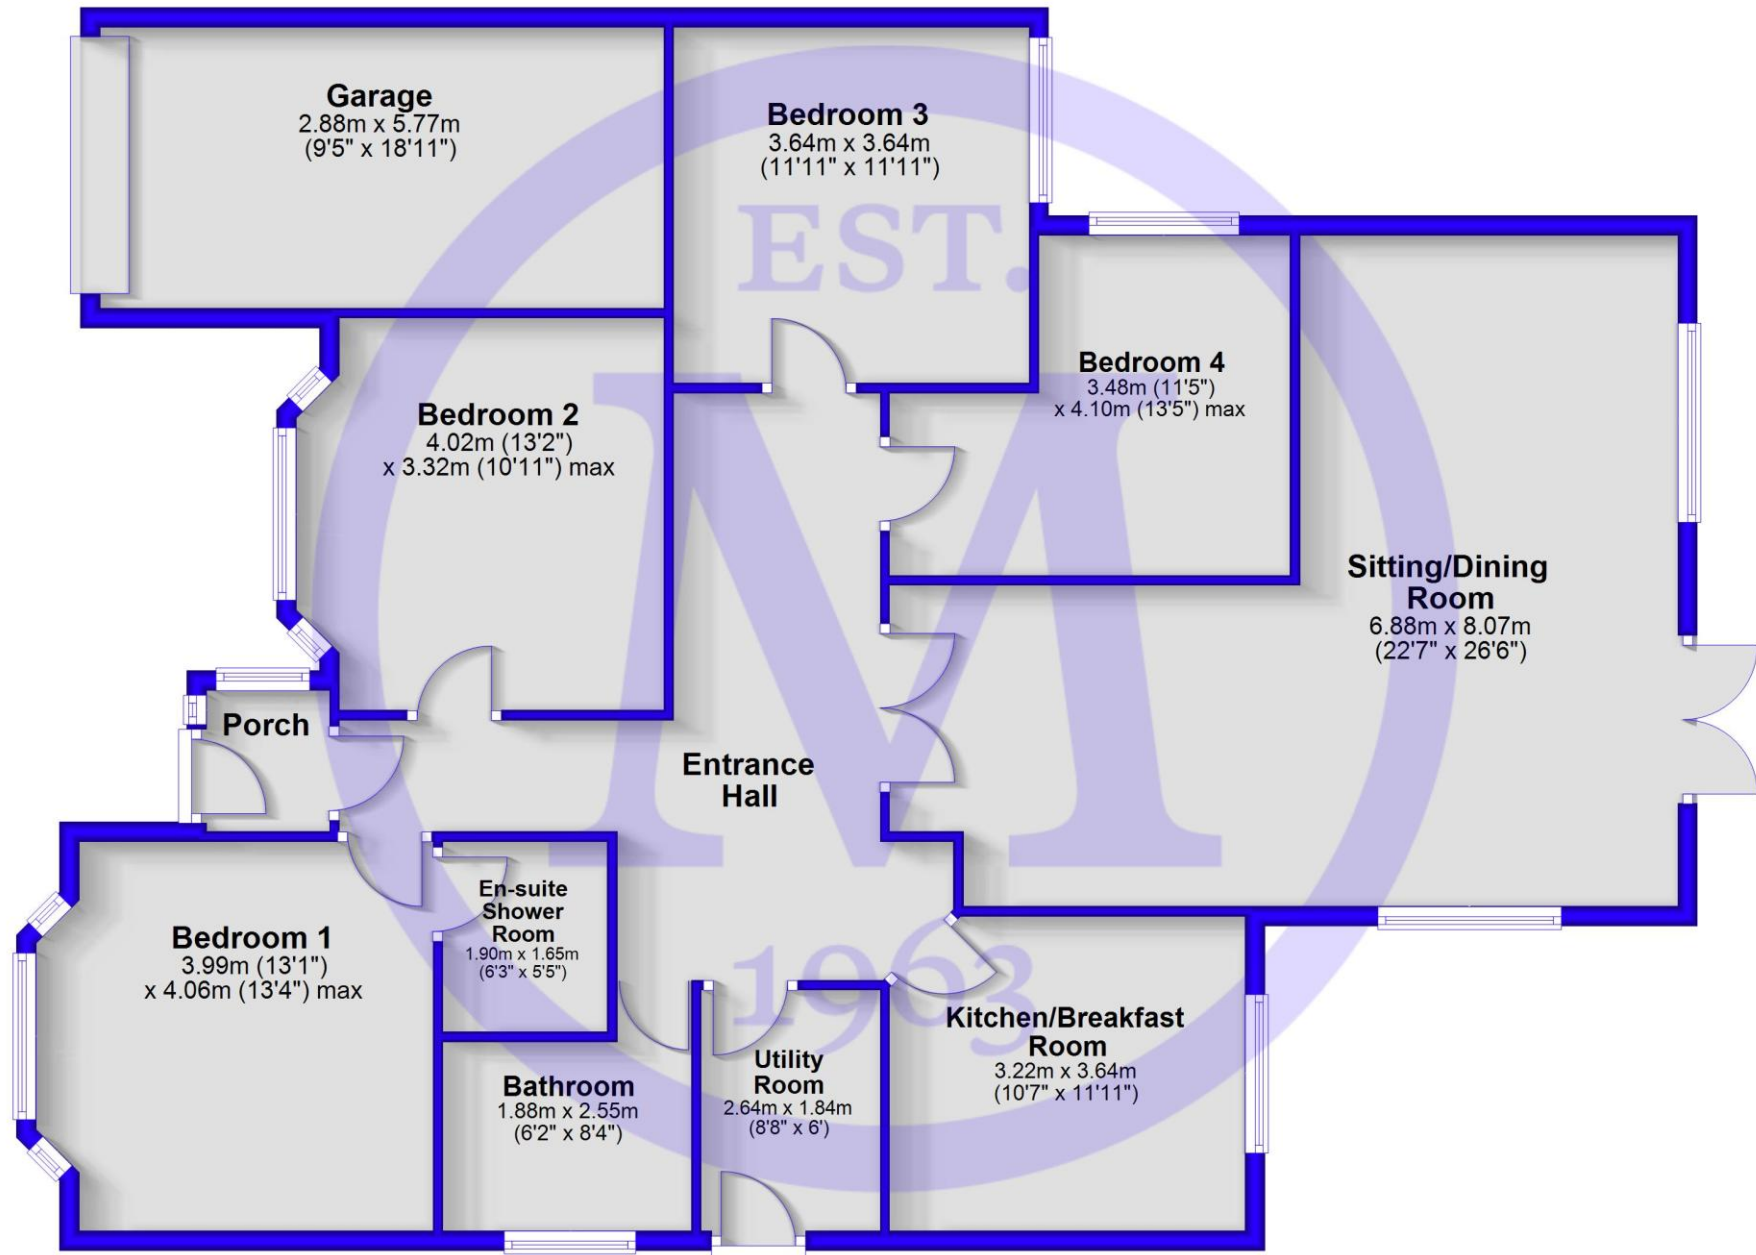 Garage
2.88m x 5.77m
(9'5" x 18'11")
Bedroom 3
3.64m x 3.64m
(11'11" x 11'11")
EST.
Bedroom 4
3.48m (11'5")
x 4.10m (13'5") max
Bedroom 2
4.02m (13'2")
x 3.32m (10'11") max
M
Sitting/Dining
Room
6.88m x 8.07m
(22'7" x 26'6")
Porch
Entrance
Hall
En-suite
Shower
Room
1.90m x 1.65m
(6'3" x 5'5")
Bedroom 1
3.99m (13'1")
x 4.06m (13'4") max
1963
Kitchen/Breakfast
Room
3.22m x 3.64m
(10'7" x 11'11")
Utility
Room
2.64m x 1.84m
(8'8" x 6')
Bathroom
1.88m x 2.55m
(6'2" x 8'4")